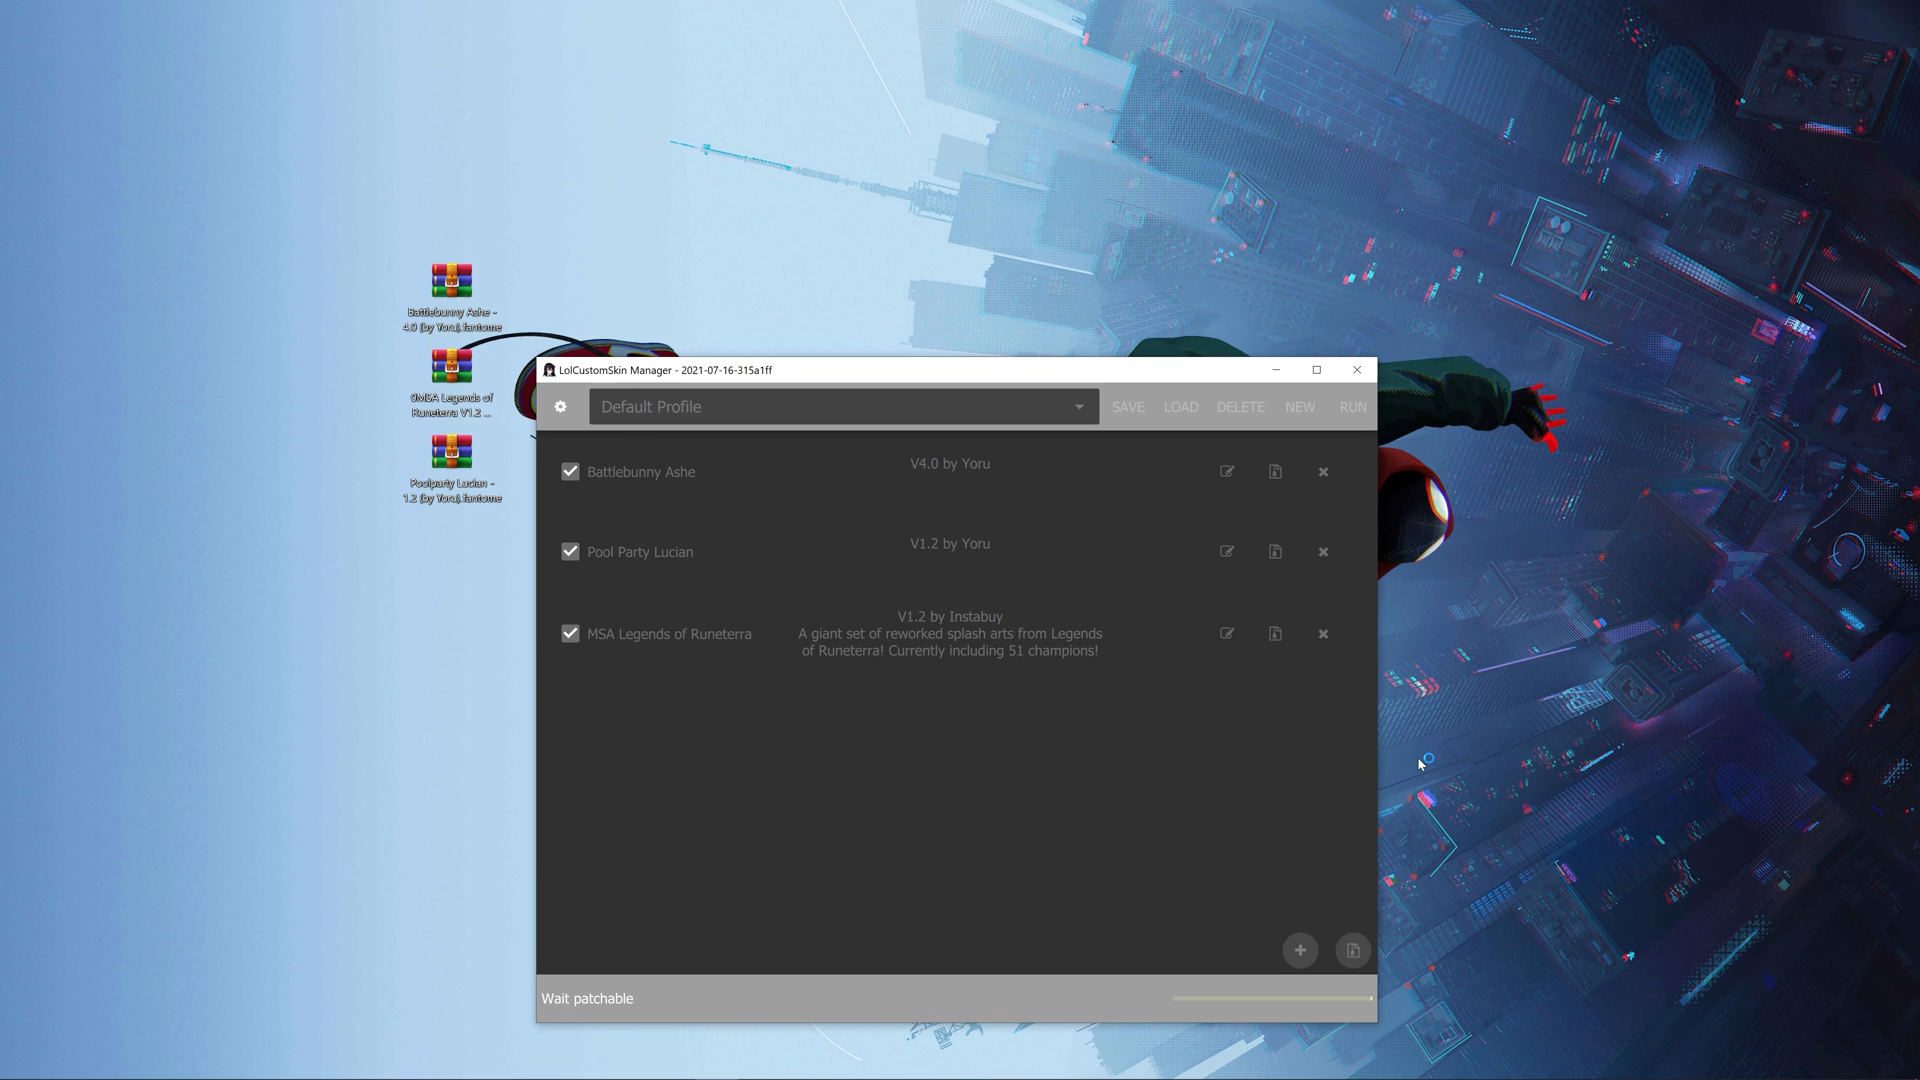 Battlebunny Ashe -
4.0 (by Yoru).fantome
0MSA Legends of
Runeterra V1.2 ...
Poolparty Lucian -
1.2 (by Yoru).fantome
LolCustomSkin Manager - 2021-07-16-315a1ff
Default Profile
SAVE
LOAD
DELETE
NEW
RUN
Battlebunny Ashe
V4.0 by Yoru
Pool Party Lucian
V1.2 by Yoru
MSA Legends of Runeterra
V1.2 by Instabuy
A giant set of reworked splash arts from Legends
of Runeterra! Currently including 51 champions!
Wait patchable